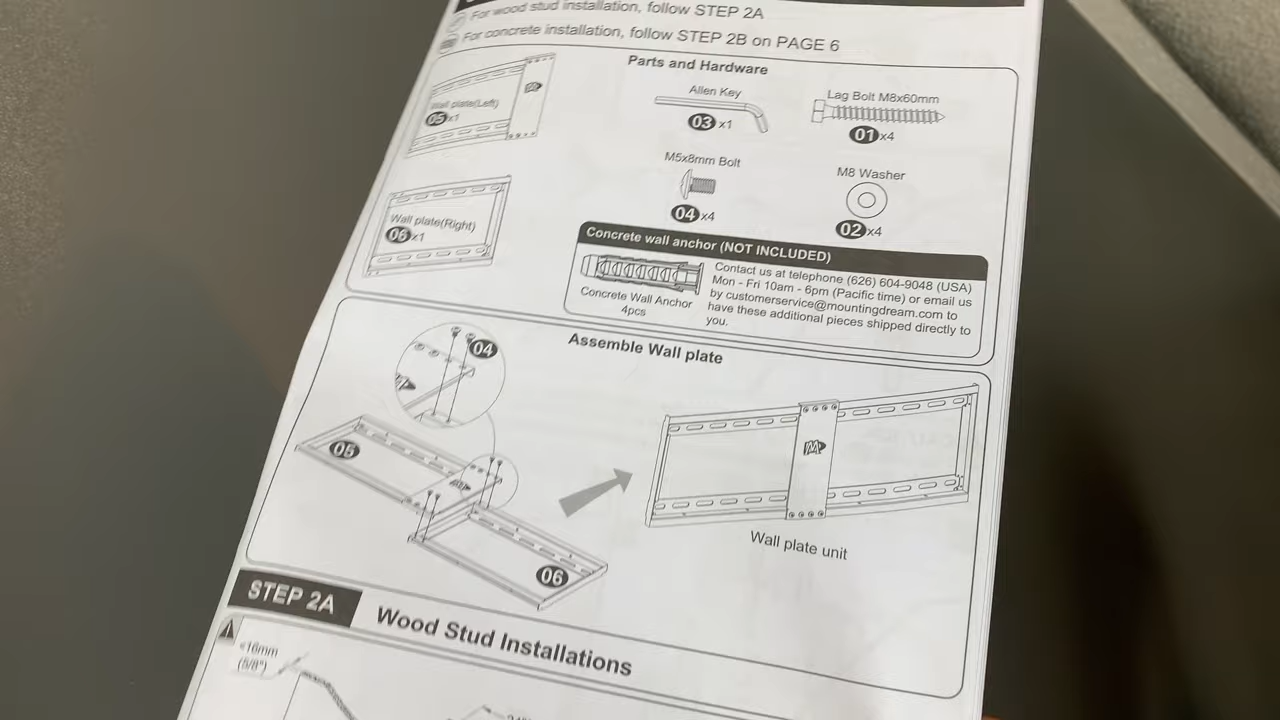 For wood stud installation, follow STEP 2A
For concrete installation, follow STEP 2B on PAGE 6
Parts and Hardware
Wall plate(Left)
05 x1
Wall plate(Right)
06 x1
Allen Key
03 x1
Lag Bolt M8x60mm
01 x4
M5x8mm Bolt
04 x4
M8 Washer
02 x4
Concrete wall anchor (NOT INCLUDED)
Concrete Wall Anchor
4pcs
Contact us at telephone (626) 604-9048 (USA)
Mon - Fri 10am - 6pm (Pacific time) or email us
by customerservice@mountingdream.com to
have these additional pieces shipped directly to
you.
Assemble Wall plate
04
05
06
Wall plate unit
STEP 2A
Wood Stud Installations
<16mm
(5/8")